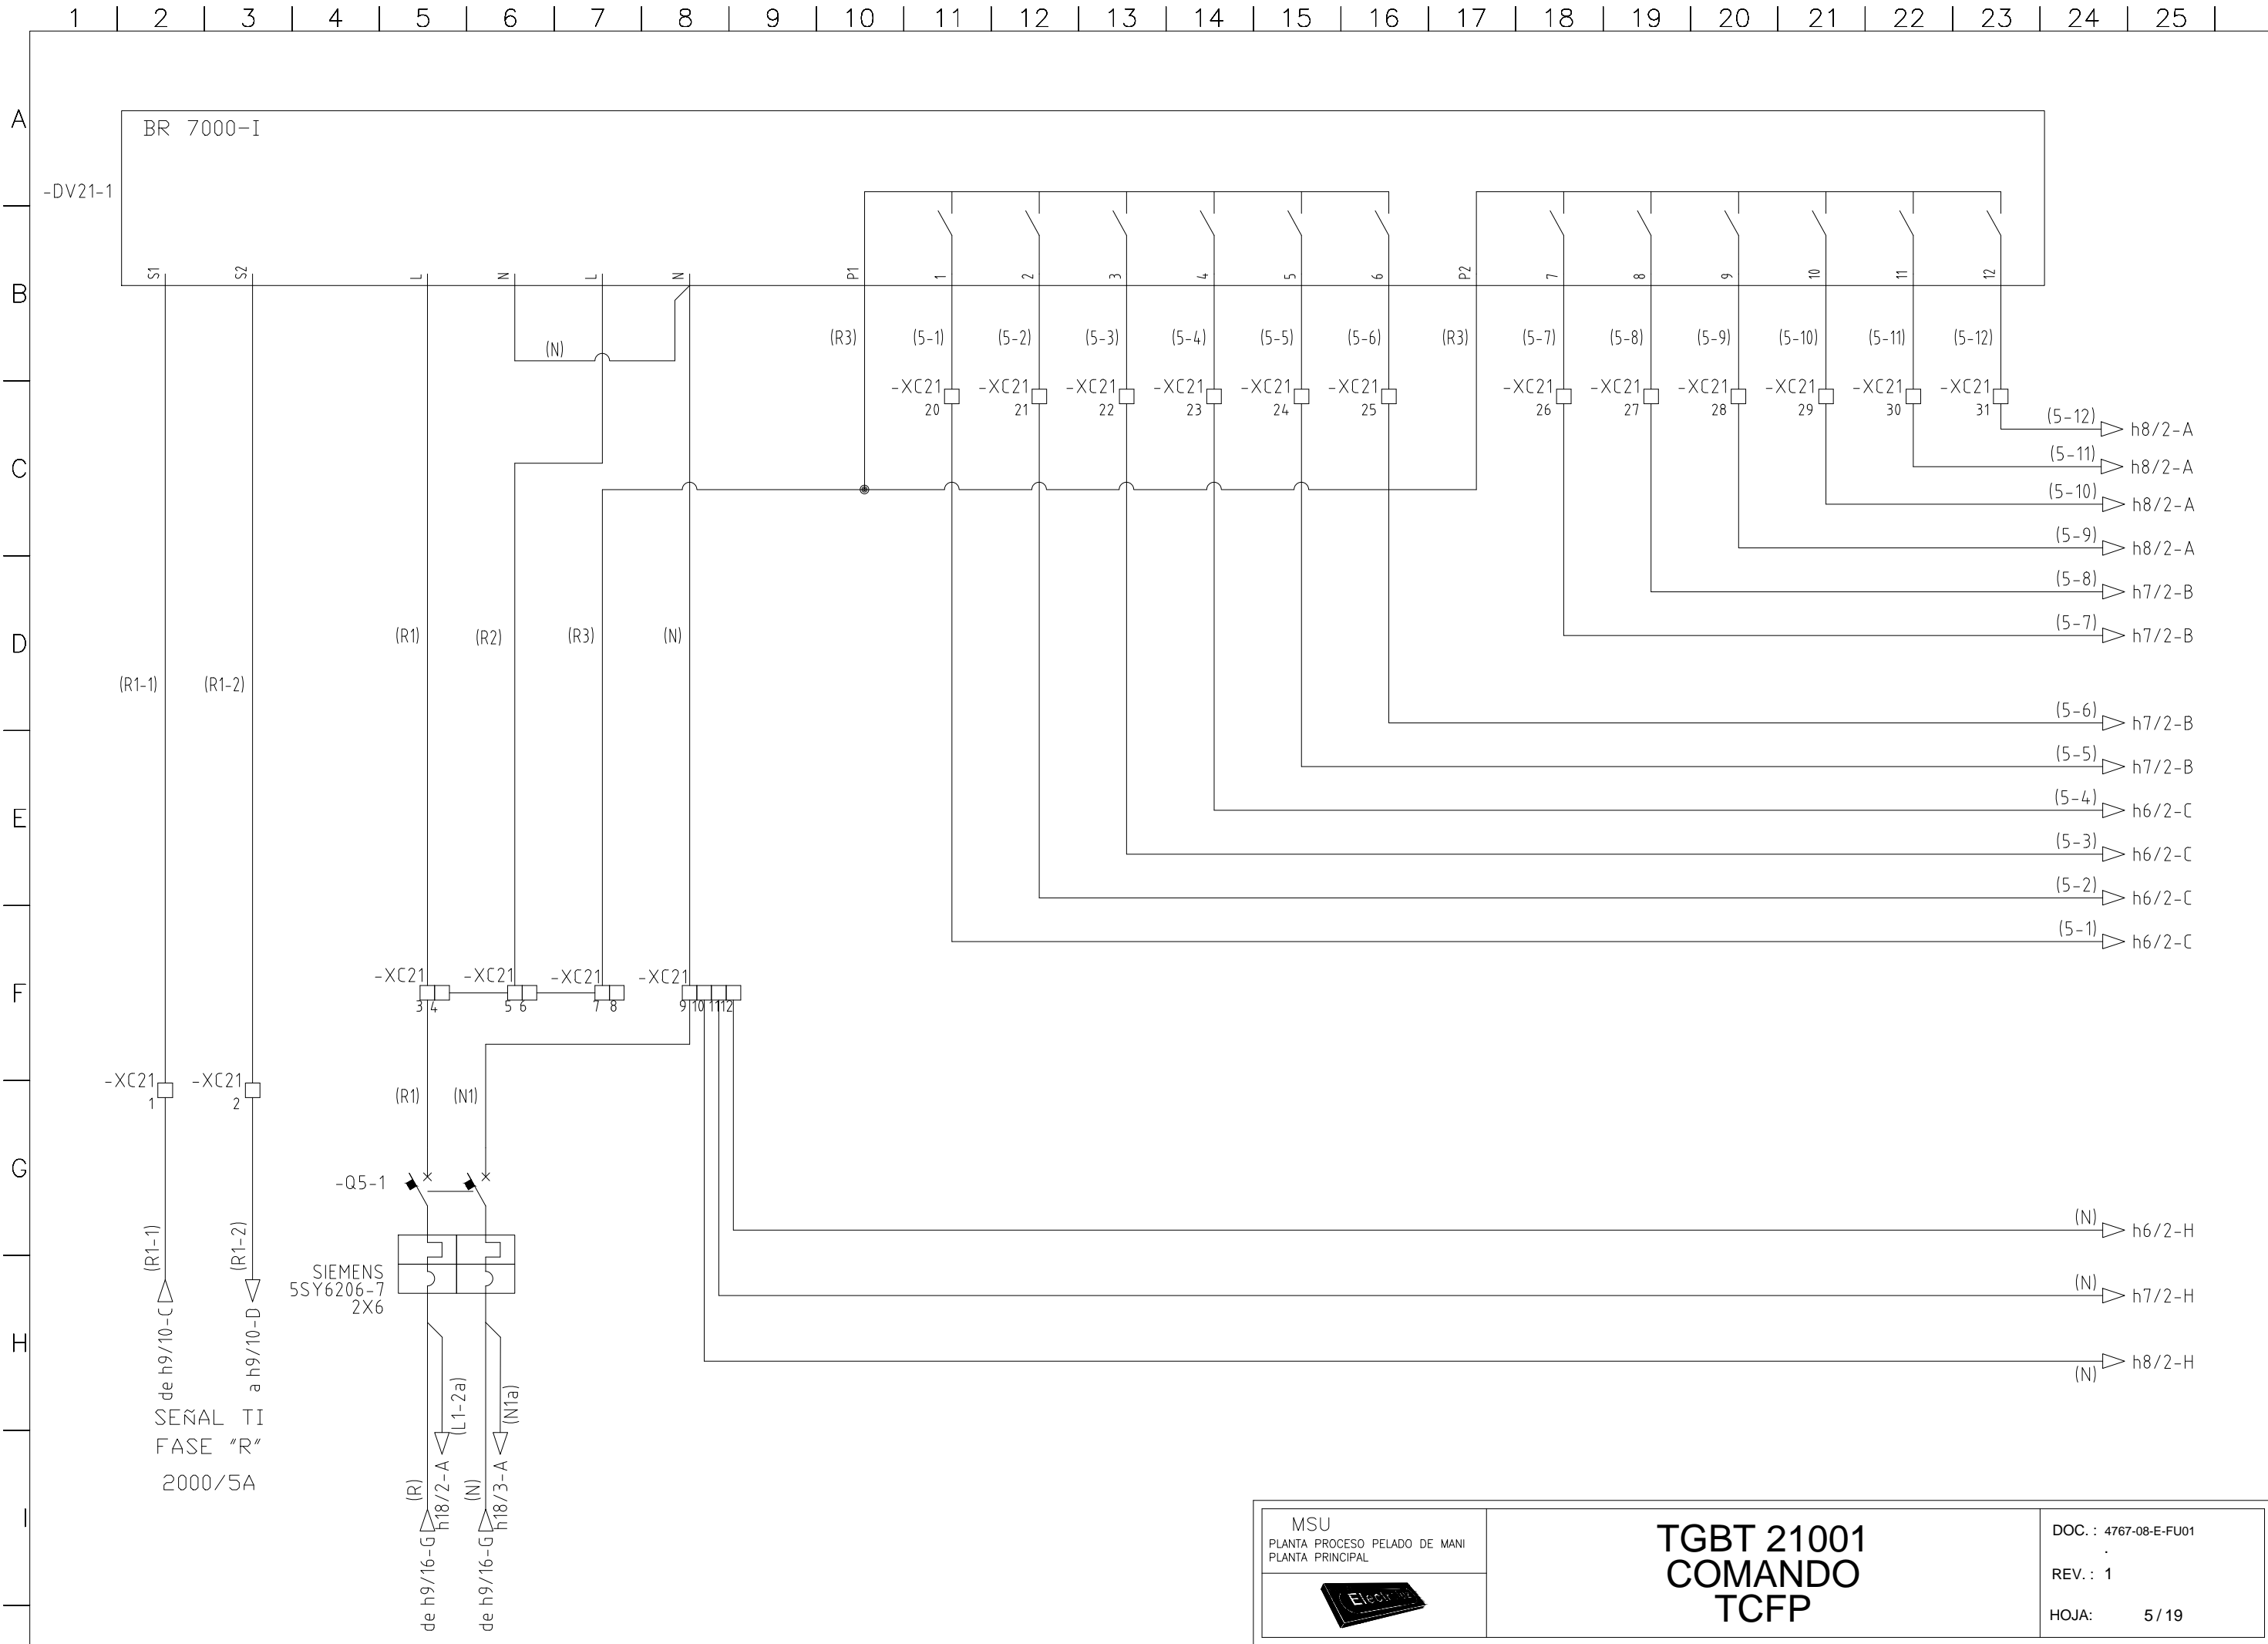 1 2 3 4 5 6 7 8 9 10 11 12 13 14 15 16 17 18 19 20 21 22 23 24 25
A
BR 7000-I
-DV21-1
B
S1 S2 L N L N P1 1 2 3 4 5 6 P2 7 8 9 10 11 12
(N)
(R3) (5-1) (5-2) (5-3) (5-4) (5-5) (5-6) (R3) (5-7) (5-8) (5-9) (5-10) (5-11) (5-12)
-XC21 -XC21 -XC21 -XC21 -XC21 -XC21 -XC21 -XC21 -XC21 -XC21 -XC21 -XC21
20 21 22 23 24 25 26 27 28 29 30 31
(5-12) h8/2-A
C
(5-11) h8/2-A
(5-10) h8/2-A
(5-9) h8/2-A
(5-8) h7/2-B
D
(R1) (R2) (R3) (N)
(5-7) h7/2-B
(R1-1) (R1-2)
(5-6) h7/2-B
(5-5) h7/2-B
E
(5-4) h6/2-C
(5-3) h6/2-C
(5-2) h6/2-C
(5-1) h6/2-C
F
-XC21 -XC21 -XC21 -XC21
3 4 5 6 7 8 9 10 11 12
-XC21 -XC21
1 2
(R1) (N1)
G
-Q5-1
(R1-1) (R1-2)
(N) h6/2-H
SIEMENS
5SY6206-7
2X6
(N) h7/2-H
H
de h9/10-C a h9/10-D
(N) h8/2-H
(L1-2a) (N1a)
SEÑAL TI
FASE "R"
2000/5A
(R) h18/2-A (N) h18/3-A
I
de h9/16-G de h9/16-G
MSU
PLANTA PROCESO PELADO DE MANI
PLANTA PRINCIPAL
TGBT 21001
COMANDO
TCFP
DOC. : 4767-08-E-FU01
.
REV. : 1
HOJA: 5 / 19